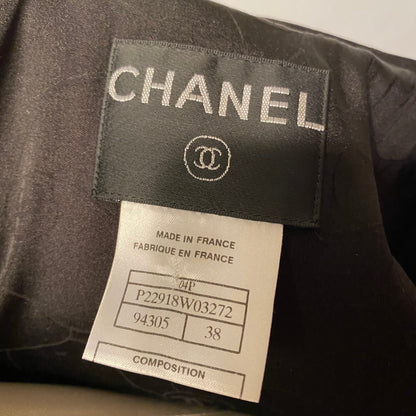 CHANEL
MADE IN FRANCE
FABRIQUE EN FRANCE
04P
P22918W03272
94305 38
COMPOSITION